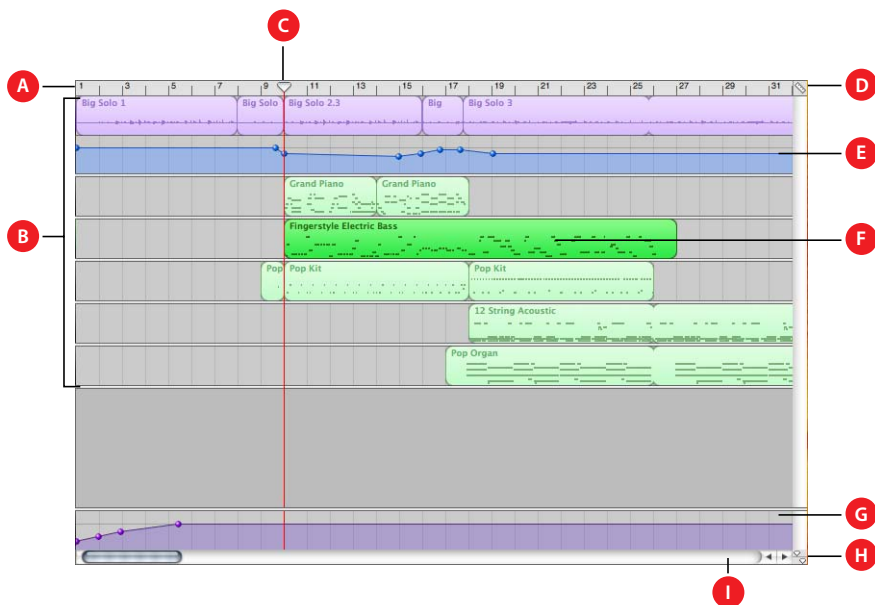 C
A
1 3 5 7 9 11 13 15 17 19 21 23 25 27 29 31
D
Big Solo 1 Big Solo Big Solo 2.3 Big Big Solo 3
E
Grand Piano Grand Piano
B
Fingerstyle Electric Bass
F
Pop Pop Kit Pop Kit
12 String Acoustic
Pop Organ
G
H
I